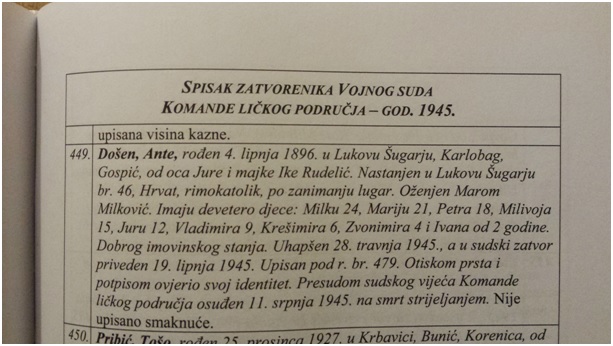 SPISAK ZATVORENIKA VOJNOG SUDA
KOMANDE LIČKOG PODRUČJA – GOD. 1945.
upisana visina kazne.
449. Došen, Ante, rođen 4. lipnja 1896. u Lukovu Šugarju, Karlobag,
Gospić, od oca Jure i majke Ike Rudelić. Nastanjen u Lukovu Šugarju
br. 46, Hrvat, rimokatolik, po zanimanju lugar. Oženjen Marom
Milković. Imaju devetero djece: Milku 24, Mariju 21, Petra 18, Milivoja
15, Juru 12, Vladimira 9, Krešimira 6, Zvonimira 4 i Ivana od 2 godine.
Dobrog imovinskog stanja. Uhapšen 28. travnja 1945., a u sudski zatvor
priveden 19. lipnja 1945. Upisan pod r. br. 479. Otiskom prsta i
potpisom ovjerio svoj identitet. Presudom sudskog vijeća Komande
ličkog područja osuđen 11. srpnja 1945. na smrt strijeljanjem. Nije
upisano smaknuće.
450. Pribić, Tošo, rođen 25. prosinca 1927. u Krbavici, Bunić, Korenica, od